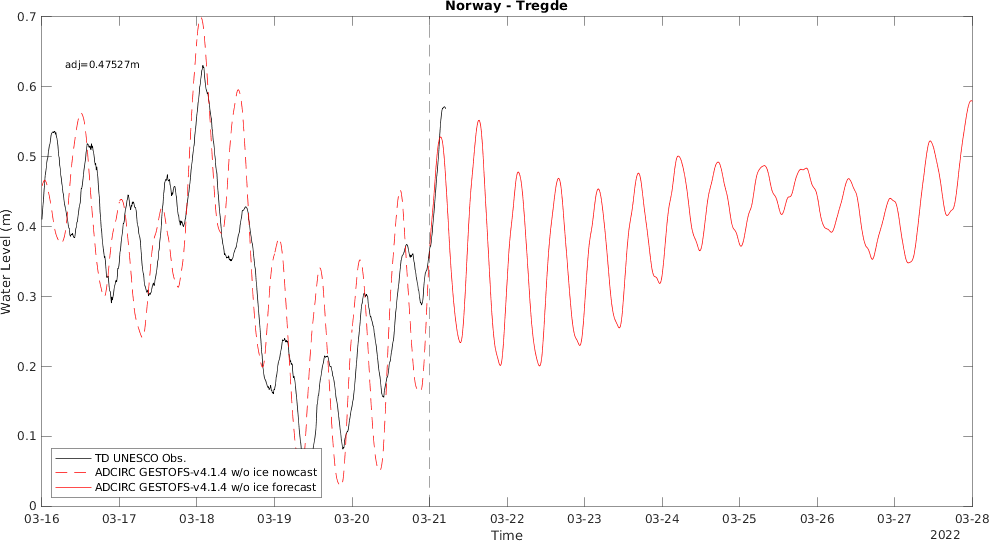 Norway - Tregde
adj=0.47527m
Water Level (m)
0.7
0.6
0.5
0.4
0.3
0.2
0.1
0
TD UNESCO Obs.
ADCIRC GESTOFS-v4.1.4 w/o ice nowcast
ADCIRC GESTOFS-v4.1.4 w/o ice forecast
03-16 03-17 03-18 03-19 03-20 03-21 03-22 03-23 03-24 03-25 03-26 03-27 03-28
Time
2022